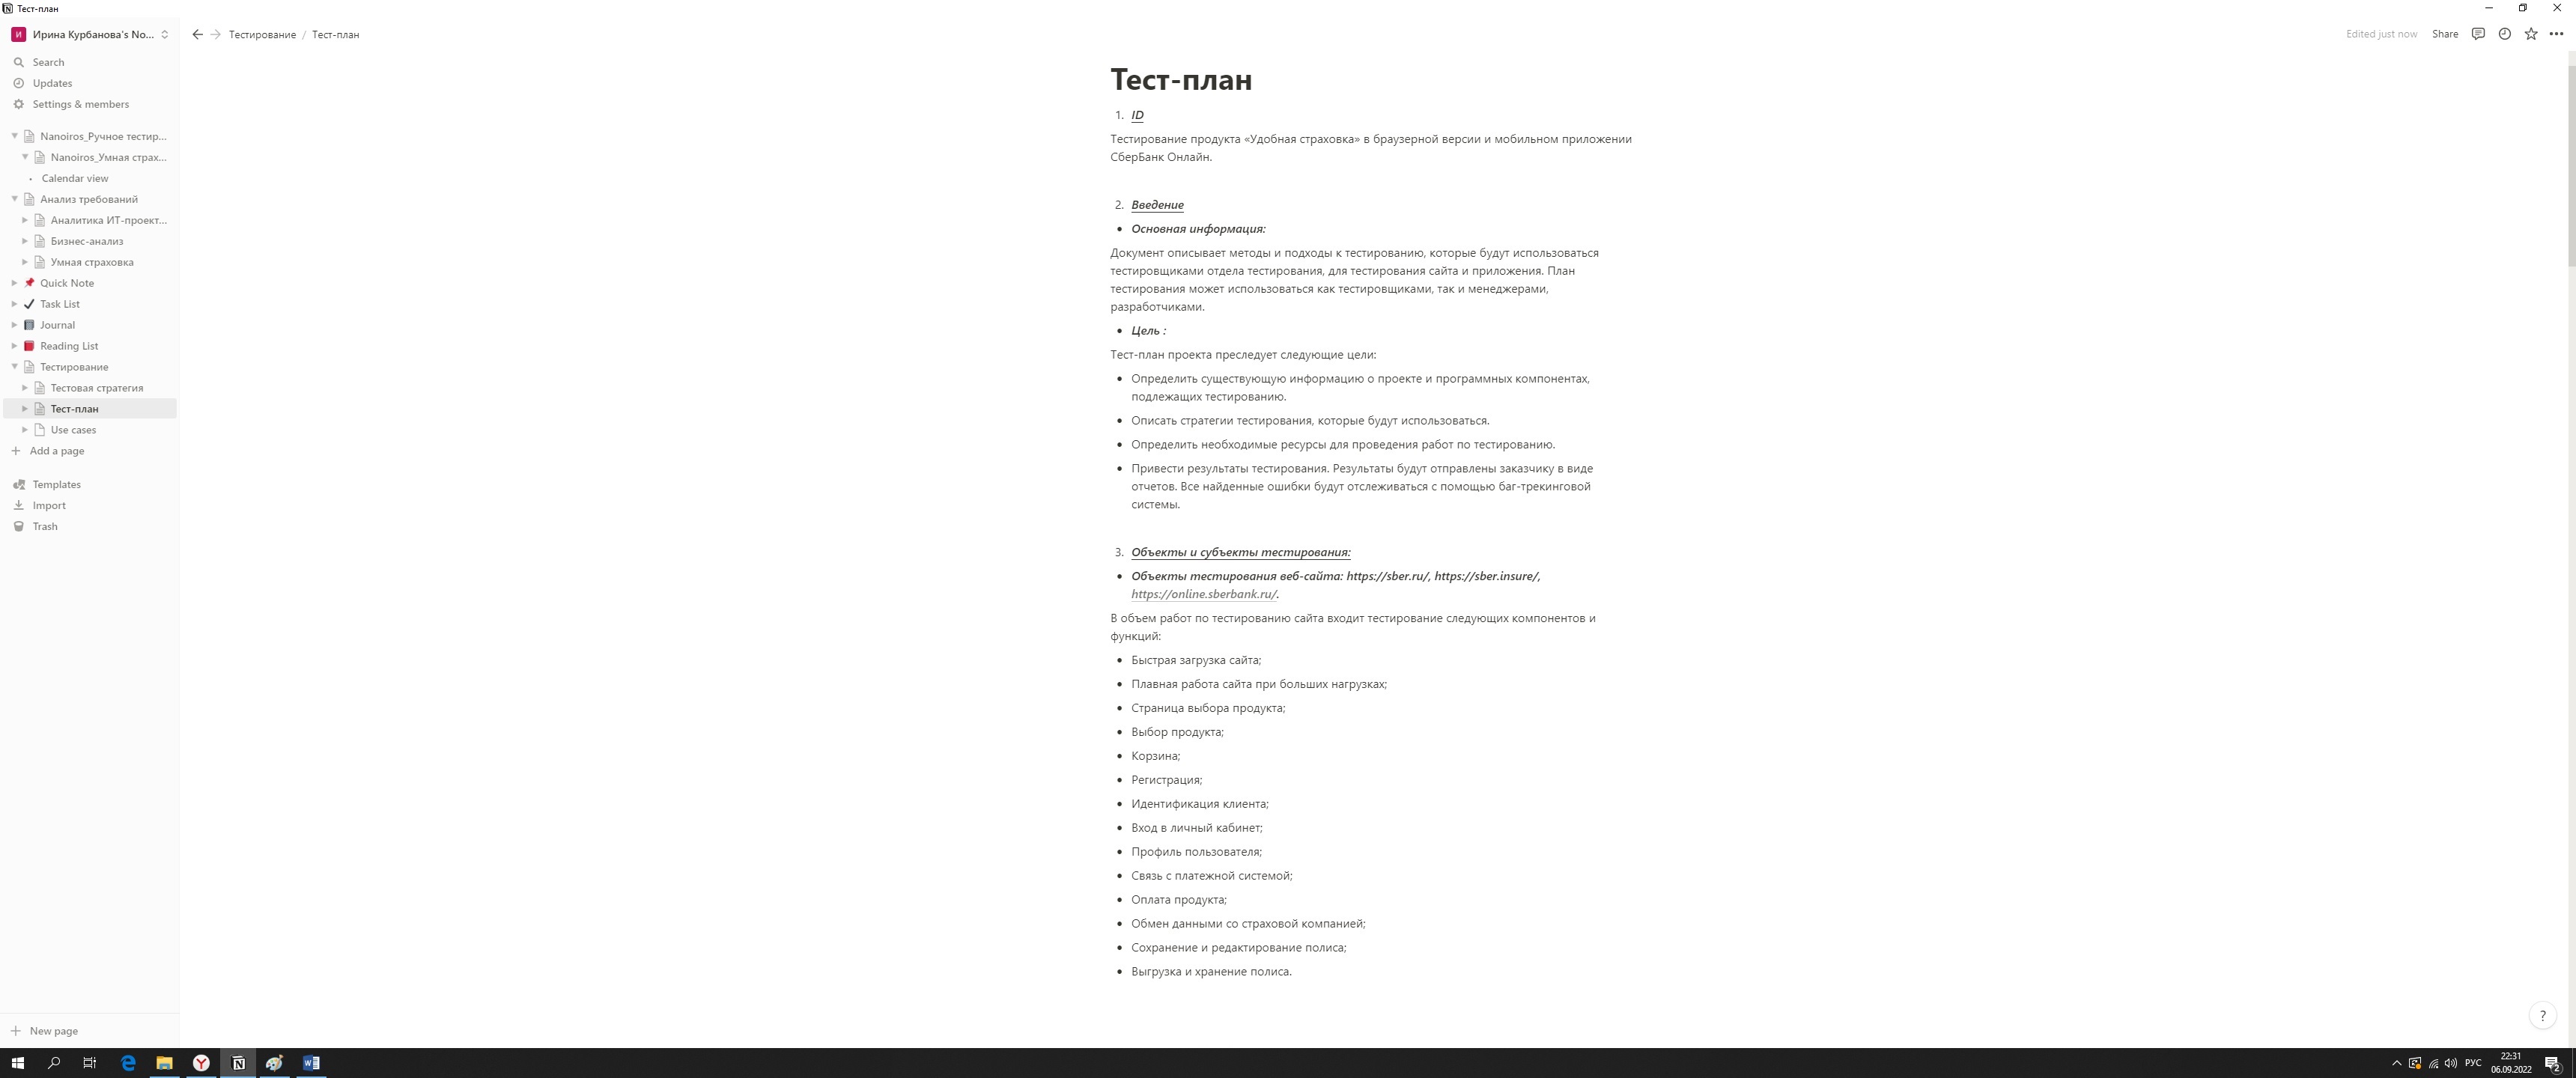 Тест-план
И Ирина Курбанова's No...
Search
Updates
Settings & members
Nanoiros_Ручное тестир...
Nanoiros_Умная страх...
Calendar view
Анализ требований
Аналитика ИТ-проект...
Бизнес-анализ
Умная страховка
Quick Note
Task List
Journal
Reading List
Тестирование
Тестовая стратегия
Тест-план
Use cases
Add a page
Templates
Import
Trash
New page
Тестирование / Тест-план
Edited just now Share
Тест-план
1. ID
Тестирование продукта «Удобная страховка» в браузерной версии и мобильном приложении
СберБанк Онлайн.
2. Введение
• Основная информация:
Документ описывает методы и подходы к тестированию, которые будут использоваться
тестировщиками отдела тестирования, для тестирования сайта и приложения. План
тестирования может использоваться как тестировщиками, так и менеджерами,
разработчиками.
• Цель :
Тест-план проекта преследует следующие цели:
• Определить существующую информацию о проекте и программных компонентах,
подлежащих тестированию.
• Описать стратегии тестирования, которые будут использоваться.
• Определить необходимые ресурсы для проведения работ по тестированию.
• Привести результаты тестирования. Результаты будут отправлены заказчику в виде
отчетов. Все найденные ошибки будут отслеживаться с помощью баг-трекинговой
системы.
3. Объекты и субъекты тестирования:
• Объекты тестирования веб-сайта: https://sber.ru/, https://sber.insure/,
https://online.sberbank.ru/.
В объем работ по тестированию сайта входит тестирование следующих компонентов и
функций:
• Быстрая загрузка сайта;
• Плавная работа сайта при больших нагрузках;
• Страница выбора продукта;
• Выбор продукта;
• Корзина;
• Регистрация;
• Идентификация клиента;
• Вход в личный кабинет;
• Профиль пользователя;
• Связь с платежной системой;
• Оплата продукта;
• Обмен данными со страховой компанией;
• Сохранение и редактирование полиса;
• Выгрузка и хранение полиса.
?
РУС
22:31
06.09.2022
2